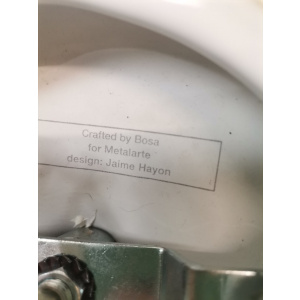 Crafted by Bosa
for Metalarte
design: Jaime Hayon